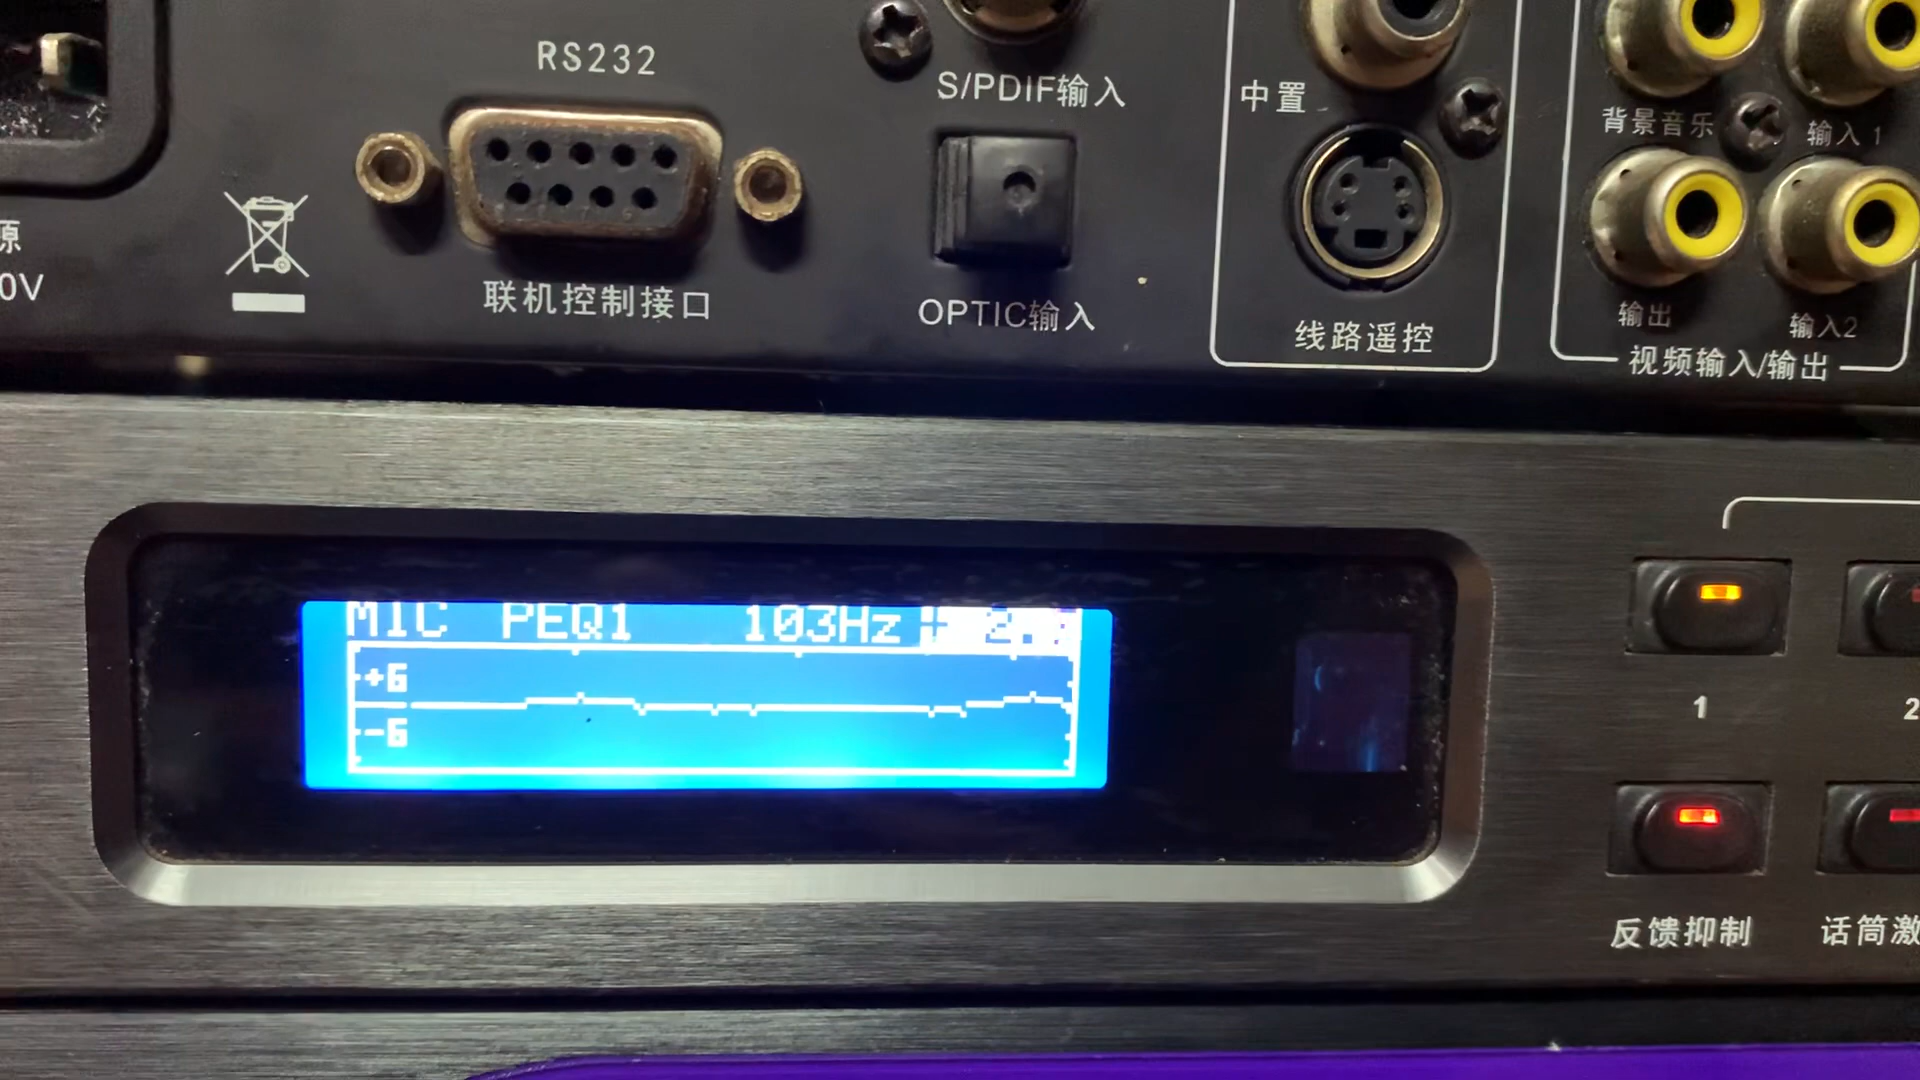 RS232
S/PDIF输入
中置
背景音乐
输入 1
原
0V
联机控制接口
OPTIC输入
线路遥控
输出
输入2
视频输入/输出
MIC PEQ1 103Hz
+6
-6
1
2
反馈抑制
话筒激